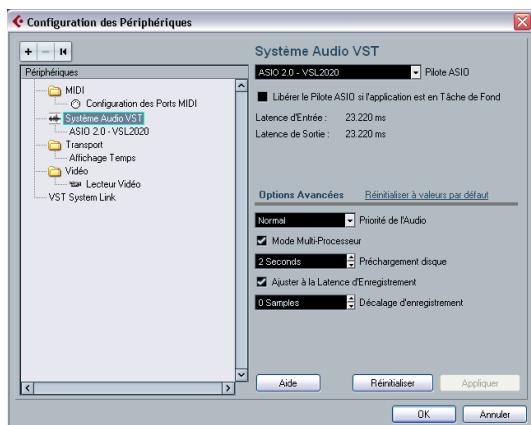 Configuration des Périphériques
Périphériques
MIDI
Configuration des Ports MIDI
Système Audio VST
ASIO 2.0 - VSL2020
Transport
Affichage Temps
Vidéo
Lecteur Vidéo
VST System Link
Système Audio VST
ASIO 2.0 - VSL2020 Pilote ASIO
Libérer le Pilote ASIO si l'application est en Tâche de Fond
Latence d'Entrée : 23.220 ms
Latence de Sortie : 23.220 ms
Options Avancées Réinitialiser à valeurs par défaut
Normal Priorité de l'Audio
Mode Multi-Processeur
2 Seconds Préchargement disque
Ajuster à la Latence d'Enregistrement
0 Samples Décalage d'enregistrement
Aide Réinitialiser Appliquer
OK Annuler